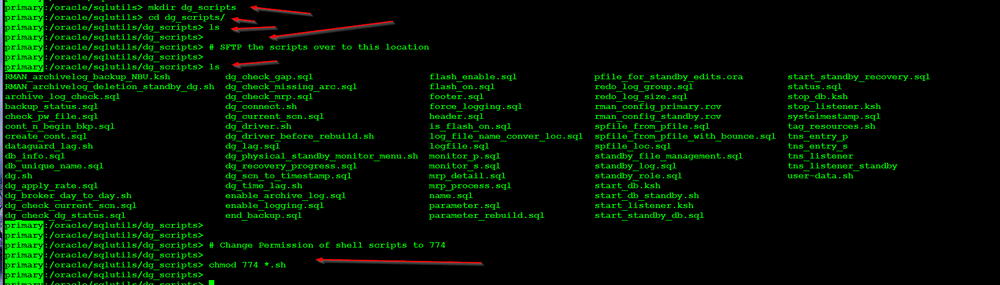 primary:/oracle/sqlutils> mkdir dg_scripts
primary:/oracle/sqlutils> cd dg_scripts/
primary:/oracle/sqlutils/dg_scripts> ls
primary:/oracle/sqlutils/dg_scripts>
primary:/oracle/sqlutils/dg_scripts> # SFTP the scripts over to this location
primary:/oracle/sqlutils/dg_scripts>
primary:/oracle/sqlutils/dg_scripts> ls
RMAN_archivelog_backup_NBU.ksh dg_check_gap.sql flash_enable.sql pfile_for_standby_edits.ora start_standby_recovery.sql
RMAN_archivelog_deletion_standby_dg.sh dg_check_missing_arc.sql flash_on.sql redo_log_group.sql status.sql
archive_log_check.sql dg_check_mrp.sql footer.sql redo_log_size.sql stop_db.ksh
backup_status.sql dg_connect.sh force_logging.sql rman_config_primary.rcv stop_listener.ksh
check_pw_file.sql dg_current_scn.sql header.sql rman_config_standby.rcv systeimestamp.sql
cont_n_begin_bkp.sql dg_driver.sh is_flash_on.sql spfile_from_pfile.sql tag_resources.sh
create_cont.sql dg_driver_before_rebuild.sh log_file_name_conver_loc.sql spfile_from_pfile_with_bounce.sql tns_entry_p
dataguard_lag.sh dg_lag.sql logfile.sql spfile_loc.sql tns_entry_s
db_info.sql dg_physical_standby_monitor_menu.sh monitor_p.sql standby_file_management.sql tns_listener
db_unique_name.sql dg_recovery_progress.sql monitor_s.sql standby_log.sql tns_listener_standby
dg.sh dg_scn_to_timestamp.sql mrp_detail.sql standby_role.sql user-data.sh
dg_apply_rate.sql dg_time_lag.sh mrp_process.sql start_db.ksh
dg_broker_day_to_day.sh enable_archive_log.sql name.sql start_db_standby.sh
dg_check_current_scn.sql enable_logging.sql parameter.sql start_listener.ksh
dg_check_dg_status.sql end_backup.sql parameter_rebuild.sql start_standby_db.sql
primary:/oracle/sqlutils/dg_scripts>
primary:/oracle/sqlutils/dg_scripts>
primary:/oracle/sqlutils/dg_scripts> # Change Permission of shell scripts to 774
primary:/oracle/sqlutils/dg_scripts>
primary:/oracle/sqlutils/dg_scripts> chmod 774 *.sh
primary:/oracle/sqlutils/dg_scripts>
primary:/oracle/sqlutils/dg_scripts>